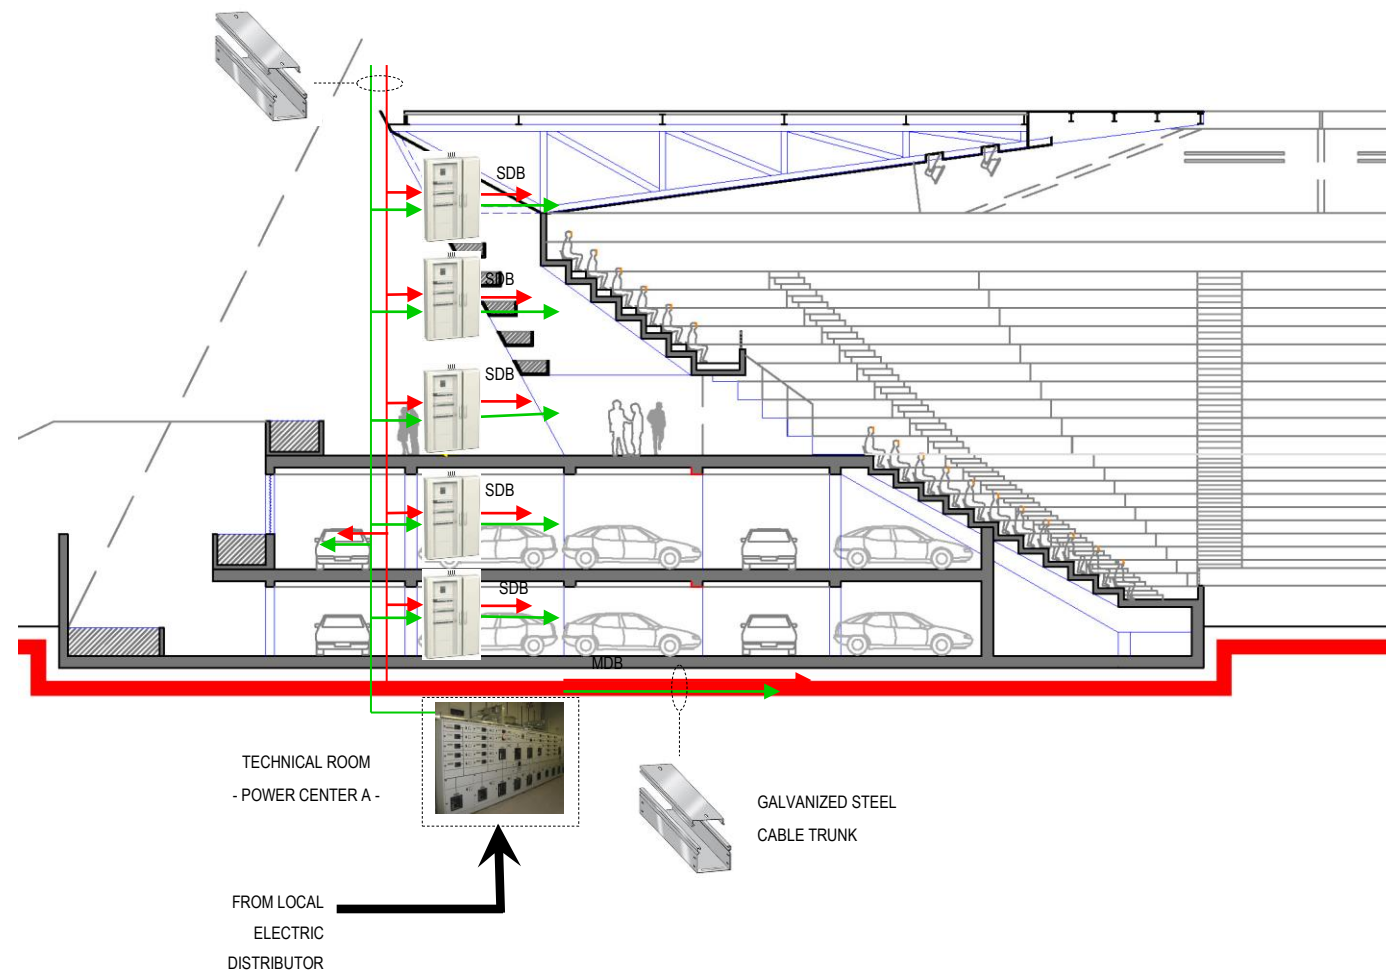 SDB
SDB
SDB
SDB
SDB
MDB
TECHNICAL ROOM
- POWER CENTER A -
GALVANIZED STEEL
CABLE TRUNK
FROM LOCAL
ELECTRIC
DISTRIBUTOR